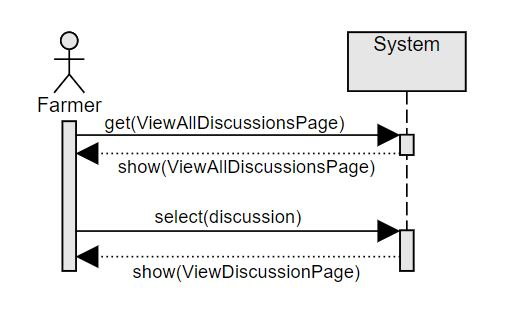 System
Farmer
get(ViewAllDiscussionsPage)
show(ViewAllDiscussionsPage)
select(discussion)
show(ViewDiscussionPage)